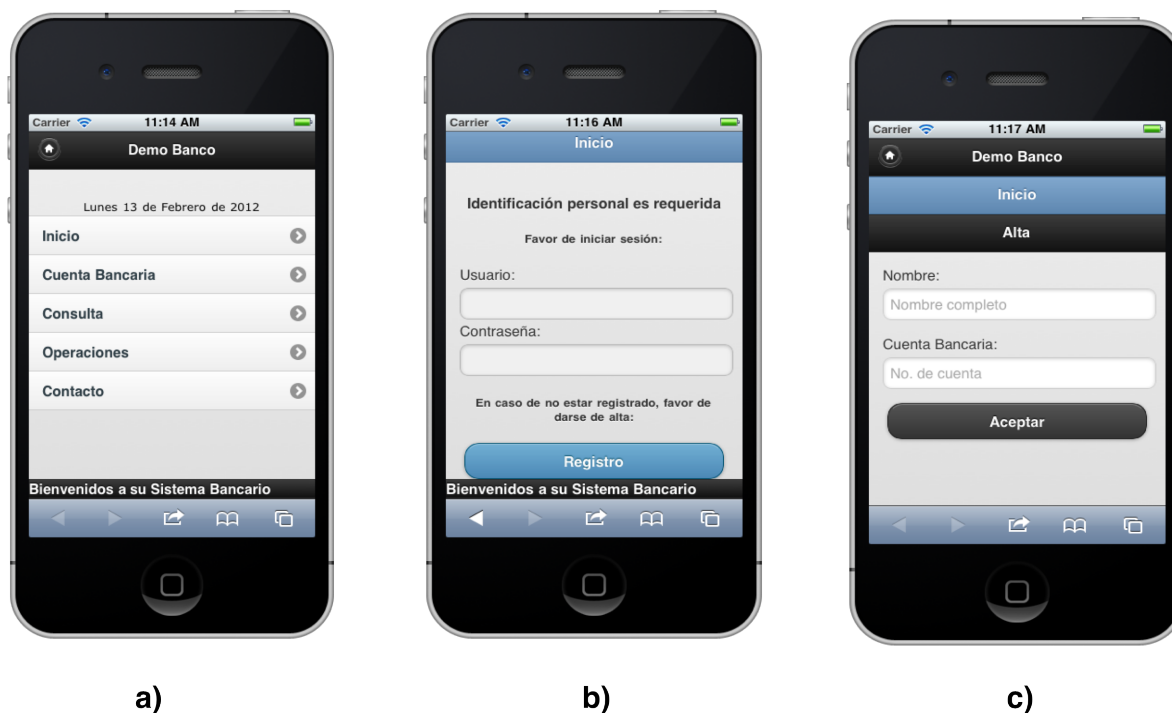 Carrier 11:14 AM
Demo Banco
Lunes 13 de Febrero de 2012
Inicio
Cuenta Bancaria
Consulta
Operaciones
Contacto
Bienvenidos a su Sistema Bancario
a)
Carrier 11:16 AM
Inicio
Identificación personal es requerida
Favor de iniciar sesión:
Usuario:
Contraseña:
En caso de no estar registrado, favor de
darse de alta:
Registro
Bienvenidos a su Sistema Bancario
b)
Carrier 11:17 AM
Demo Banco
Inicio
Alta
Nombre:
Nombre completo
Cuenta Bancaria:
No. de cuenta
Aceptar
c)